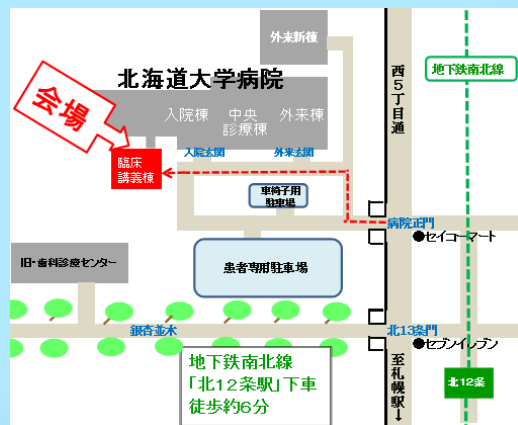 外来新棟
北海道大学病院
会場
入院棟
中央
診療棟
外来棟
入院玄関
外来玄関
臨床
講義棟
車椅子用
駐車場
西5丁目通
地下鉄南北線
病院正門
●セイコーマート
旧・歯科診療センター
患者専用駐車場
銀杏並木
北13条門
●セブンイレブン
地下鉄南北線
「北12条駅」下車
徒歩約6分
至札幌駅↓
北12条